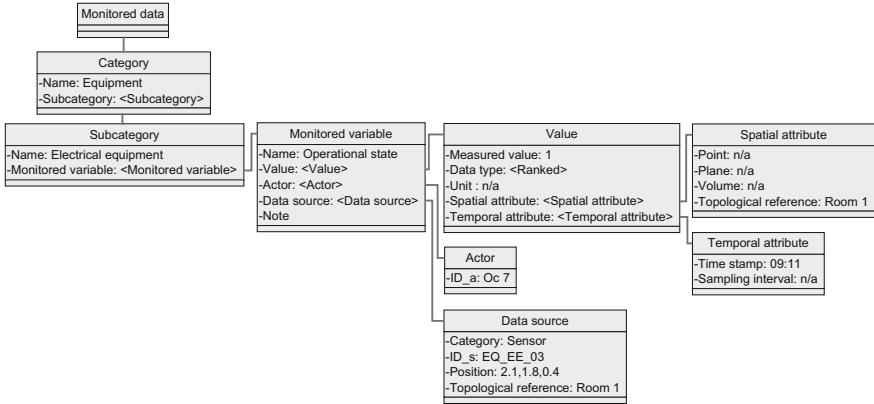 Monitored data
Category
-Name: Equipment
-Subcategory: <Subcategory>
Subcategory
-Name: Electrical equipment
-Monitored variable: <Monitored variable>
Monitored variable
-Name: Operational state
-Value: <Value>
-Actor: <Actor>
-Data source: <Data source>
-Note
Value
-Measured value: 1
-Data type: <Ranked>
-Unit : n/a
-Spatial attribute: <Spatial attribute>
-Temporal attribute: <Temporal attribute>
Spatial attribute
-Point: n/a
-Plane: n/a
-Volume: n/a
-Topological reference: Room 1
Temporal attribute
-Time stamp: 09:11
-Sampling interval: n/a
Actor
-ID_a: Oc 7
Data source
-Category: Sensor
-ID_s: EQ_EE_03
-Position: 2.1,1.8,0.4
-Topological reference: Room 1